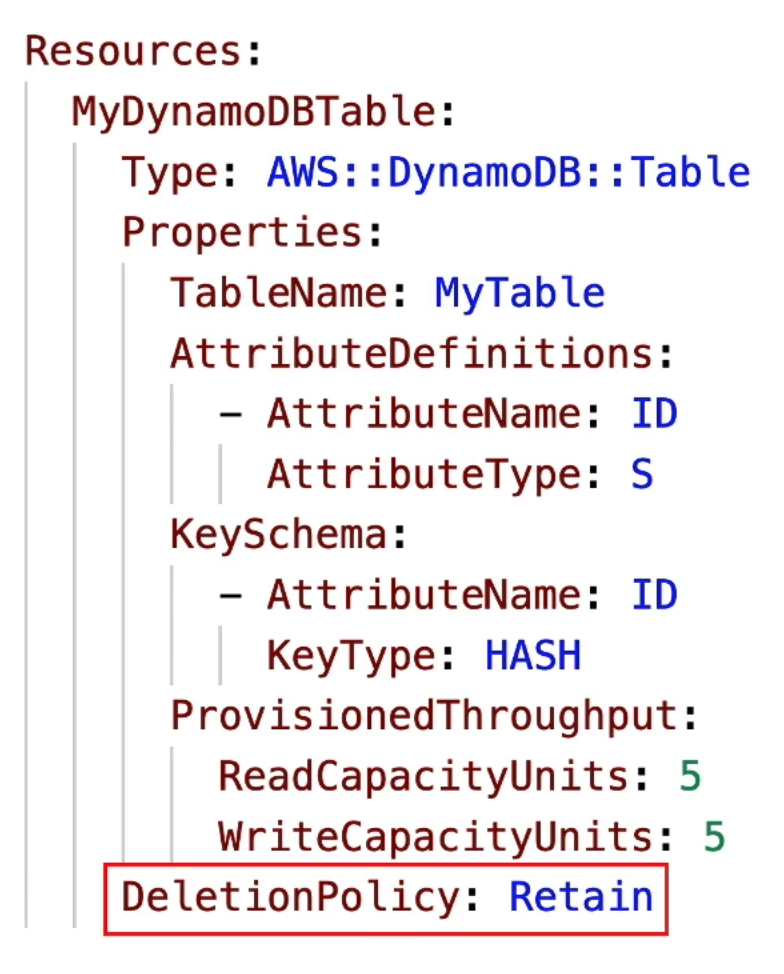 Resources:
MyDynamoDBTable:
Type: AWS::DynamoDB::Table
Properties:
TableName: MyTable
AttributeDefinitions:
- AttributeName: ID
AttributeType: S
KeySchema:
- AttributeName: ID
KeyType: HASH
ProvisionedThroughput:
ReadCapacityUnits: 5
WriteCapacityUnits: 5
DeletionPolicy: Retain